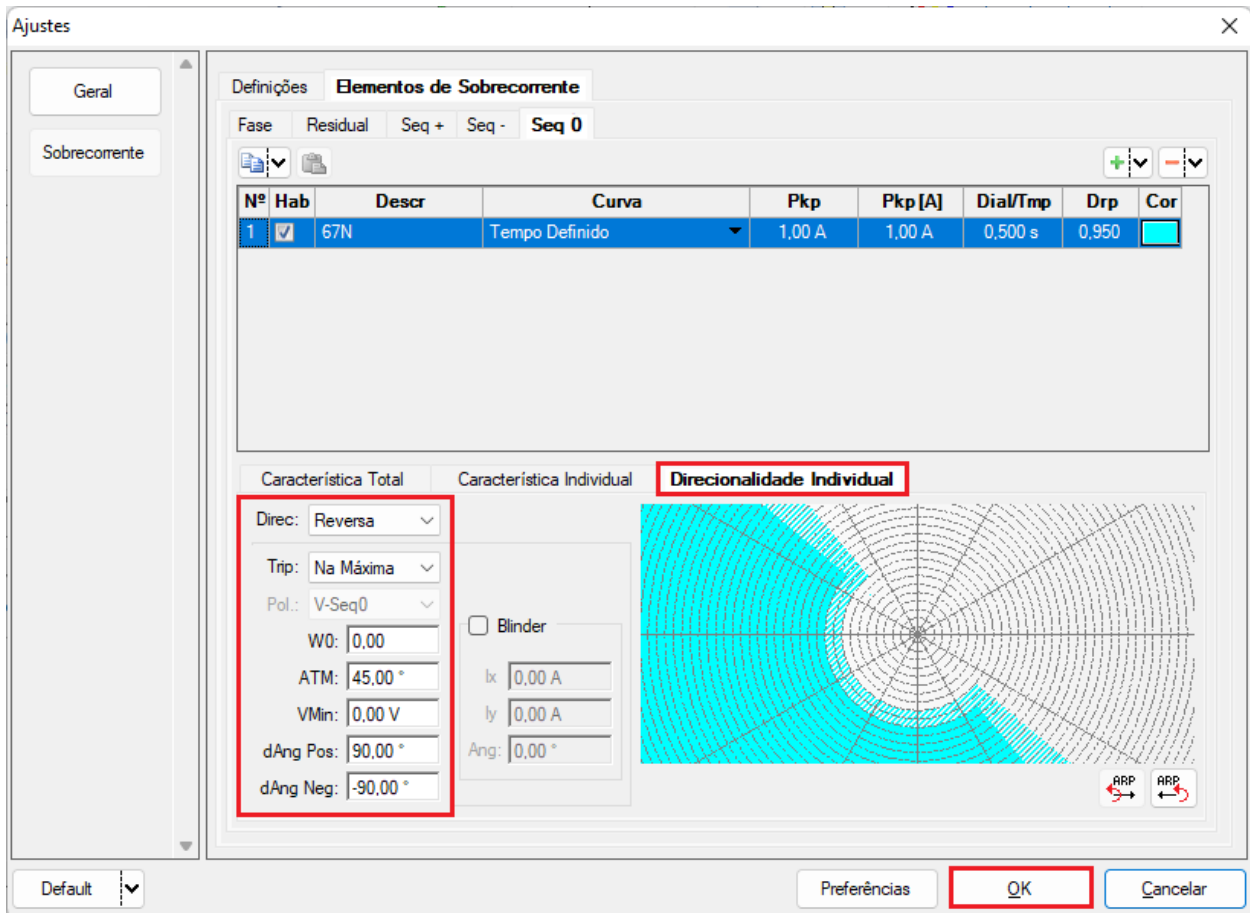 Ajustes
Geral
Sobrecorrente
Definições Elementos de Sobrecorrente
Fase Residual Seq + Seq - Seq 0
Nº Hab Descr Curva Pkp Pkp [A] Dial/Tmp Drp Cor
1 67N Tempo Definido 1,00 A 1,00 A 0,500 s 0,950
Característica Total Característica Individual Direcionalidade Individual
Direc: Reversa
Trip: Na Máxima
Pol.: V-Seq0
W0: 0,00
ATM: 45,00 °
VMin: 0,00 V
dAng Pos: 90,00 °
dAng Neg: -90,00 °
Blinder
Ix 0,00 A
Iy 0,00 A
Ang: 0,00 °
ARP ARP
Default Preferências OK Cancelar